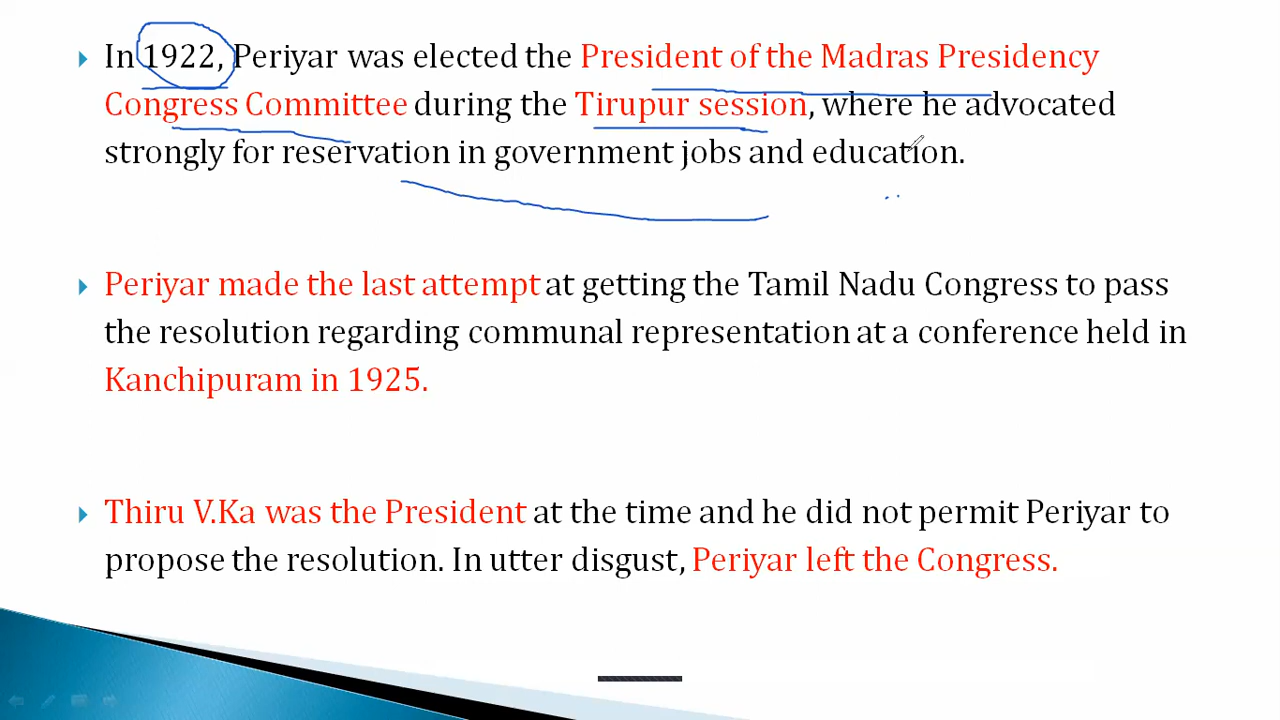 In 1922, Periyar was elected the President of the Madras Presidency
Congress Committee during the Tirupur session, where he advocated
strongly for reservation in government jobs and education.
Periyar made the last attempt at getting the Tamil Nadu Congress to pass
the resolution regarding communal representation at a conference held in
Kanchipuram in 1925.
Thiru V.Ka was the President at the time and he did not permit Periyar to
propose the resolution. In utter disgust, Periyar left the Congress.